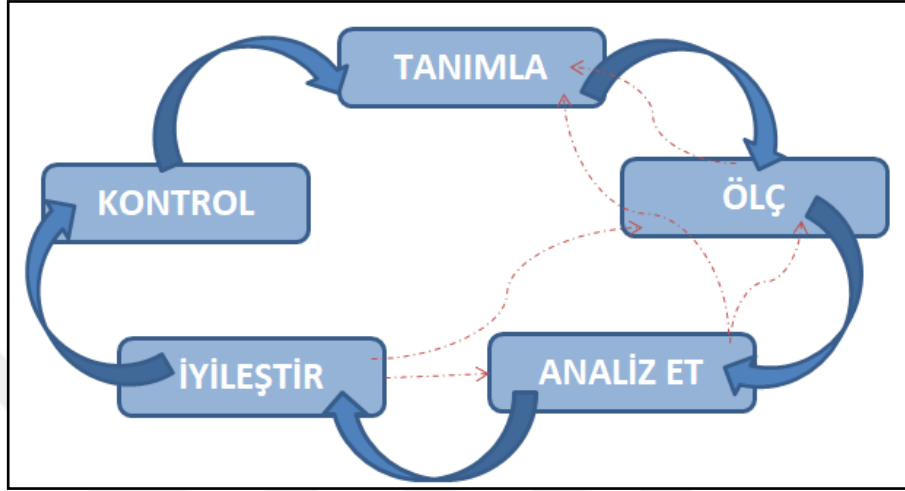 TANIMLA
ÖLÇ
ANALİZ ET
İYİLEŞTİR
KONTROL